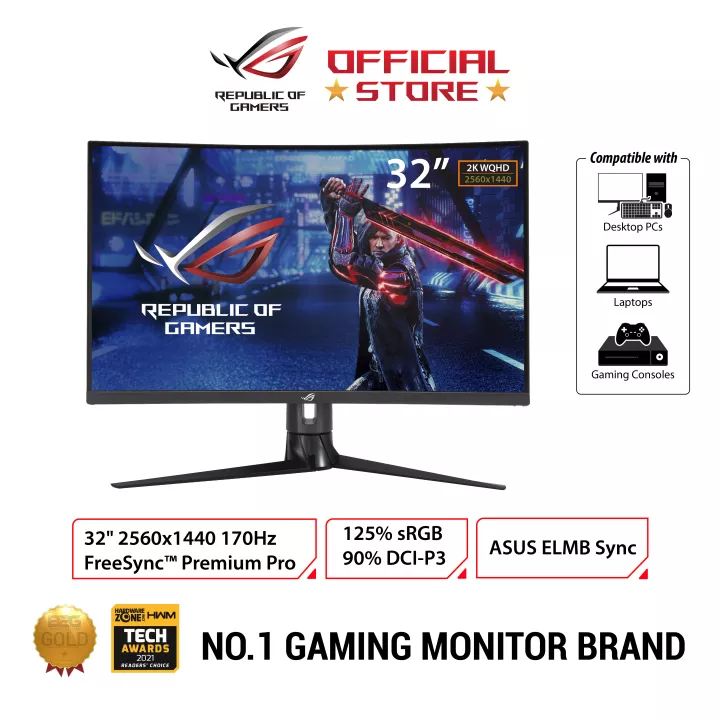 REPUBLIC OF
GAMERS
OFFICIAL
STORE
32”
2K WQHD
2560x1440
REPUBLIC OF
GAMERS
Compatible with
Desktop PCs
Laptops
Gaming Consoles
32" 2560x1440 170Hz
FreeSync™ Premium Pro
125% sRGB
90% DCI-P3
ASUS ELMB Sync
GOLD
HARDWARE
ZONE HWM
TECH
AWARDS
2021
READERS' CHOICE
NO.1 GAMING MONITOR BRAND